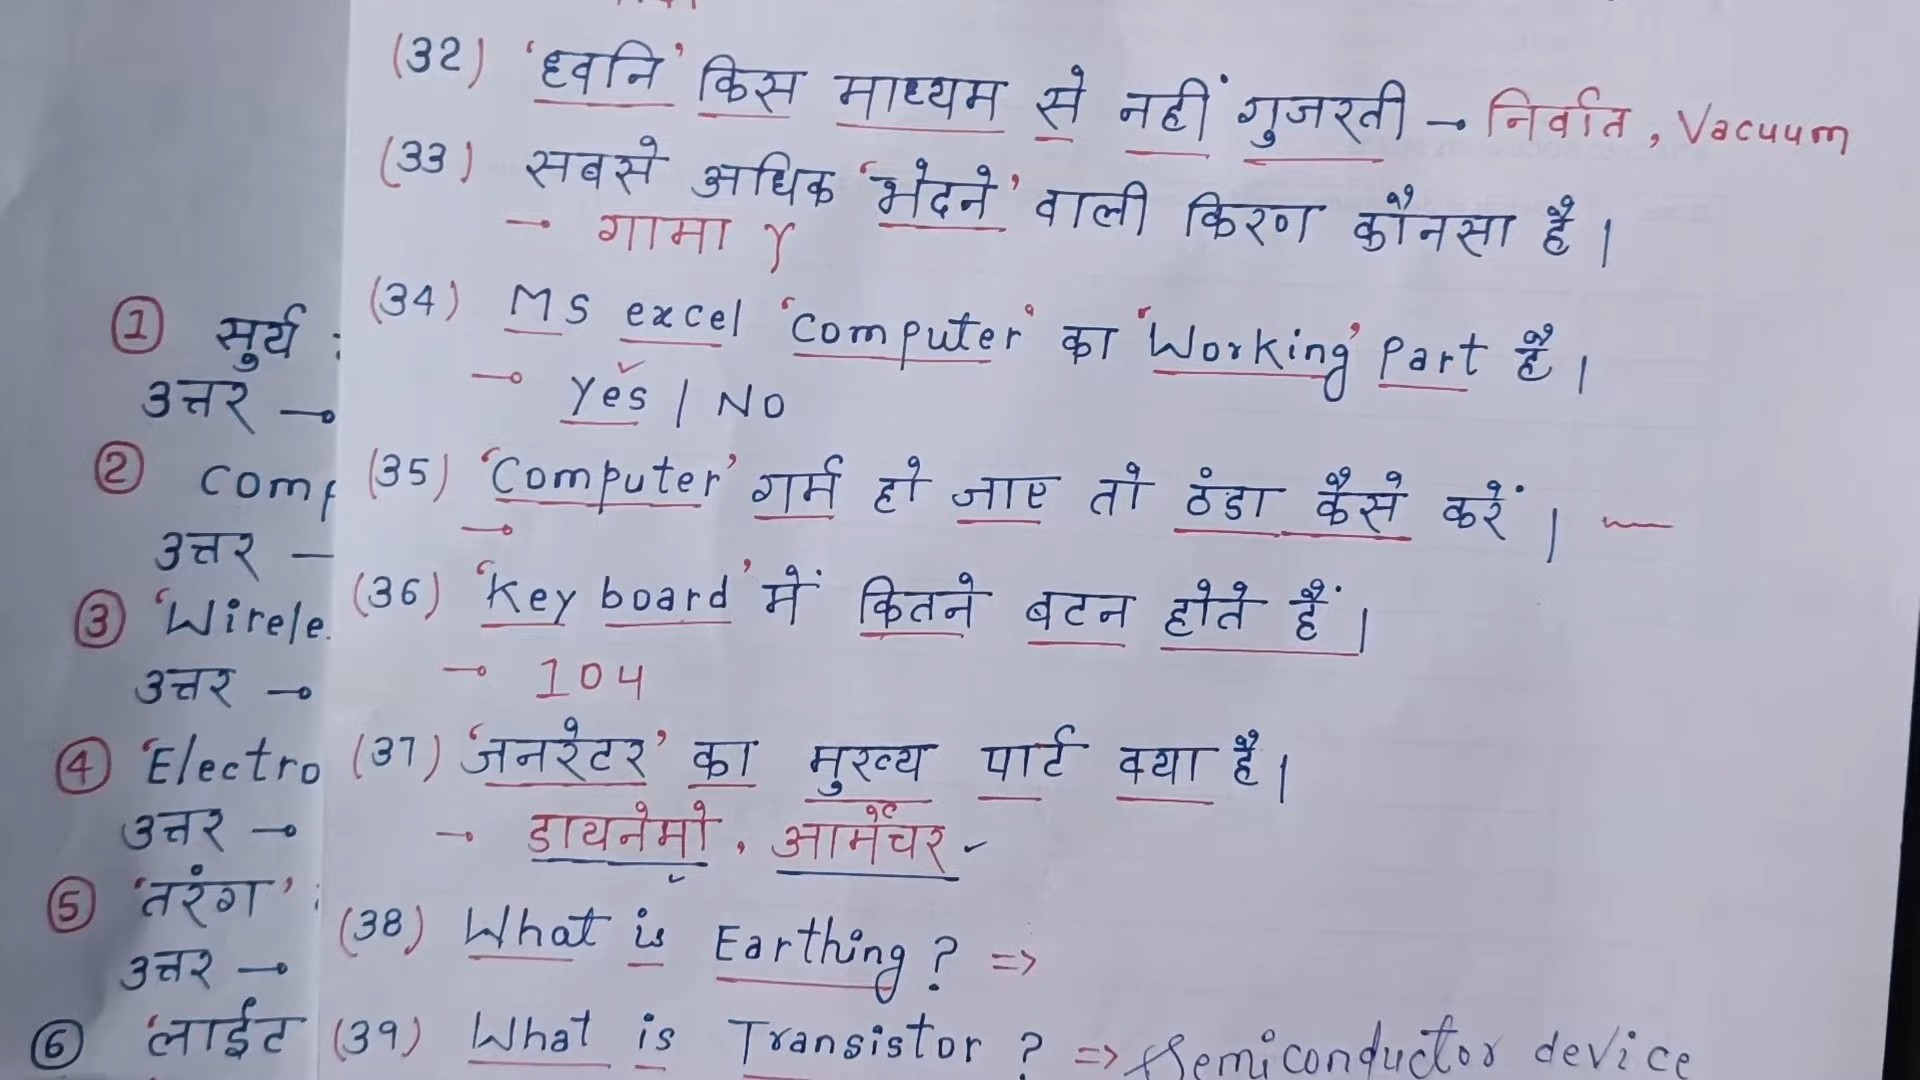 (32) 'ध्वनि' किस माध्यम से नहीं गुजरती → निर्वात, Vacuum
(33) सबसे अधिक 'भेदने' वाली किरण कौनसा है।
→ गामा γ
(34) MS excel 'Computer' का 'Working' Part है।
→ Yes | NO
(35) 'Computer' गर्म हो जाए तो ठंडा कैसे करें। —
→
(36) 'Key board' में कितने बटन होते हैं।
→ 104
(37) 'जनरेटर' का मुख्य पार्ट क्या है।
→ डायनेमो, आर्मेचर
(38) What is Earthing? =>
(39) What is Transistor? => Semiconductor device
① सुर्य :
उत्तर →
② Comp
उत्तर —
③ 'Wirele
उत्तर →
④ 'Electro
उत्तर →
⑤ 'तरंग' :
उत्तर →
⑥ 'लाईट